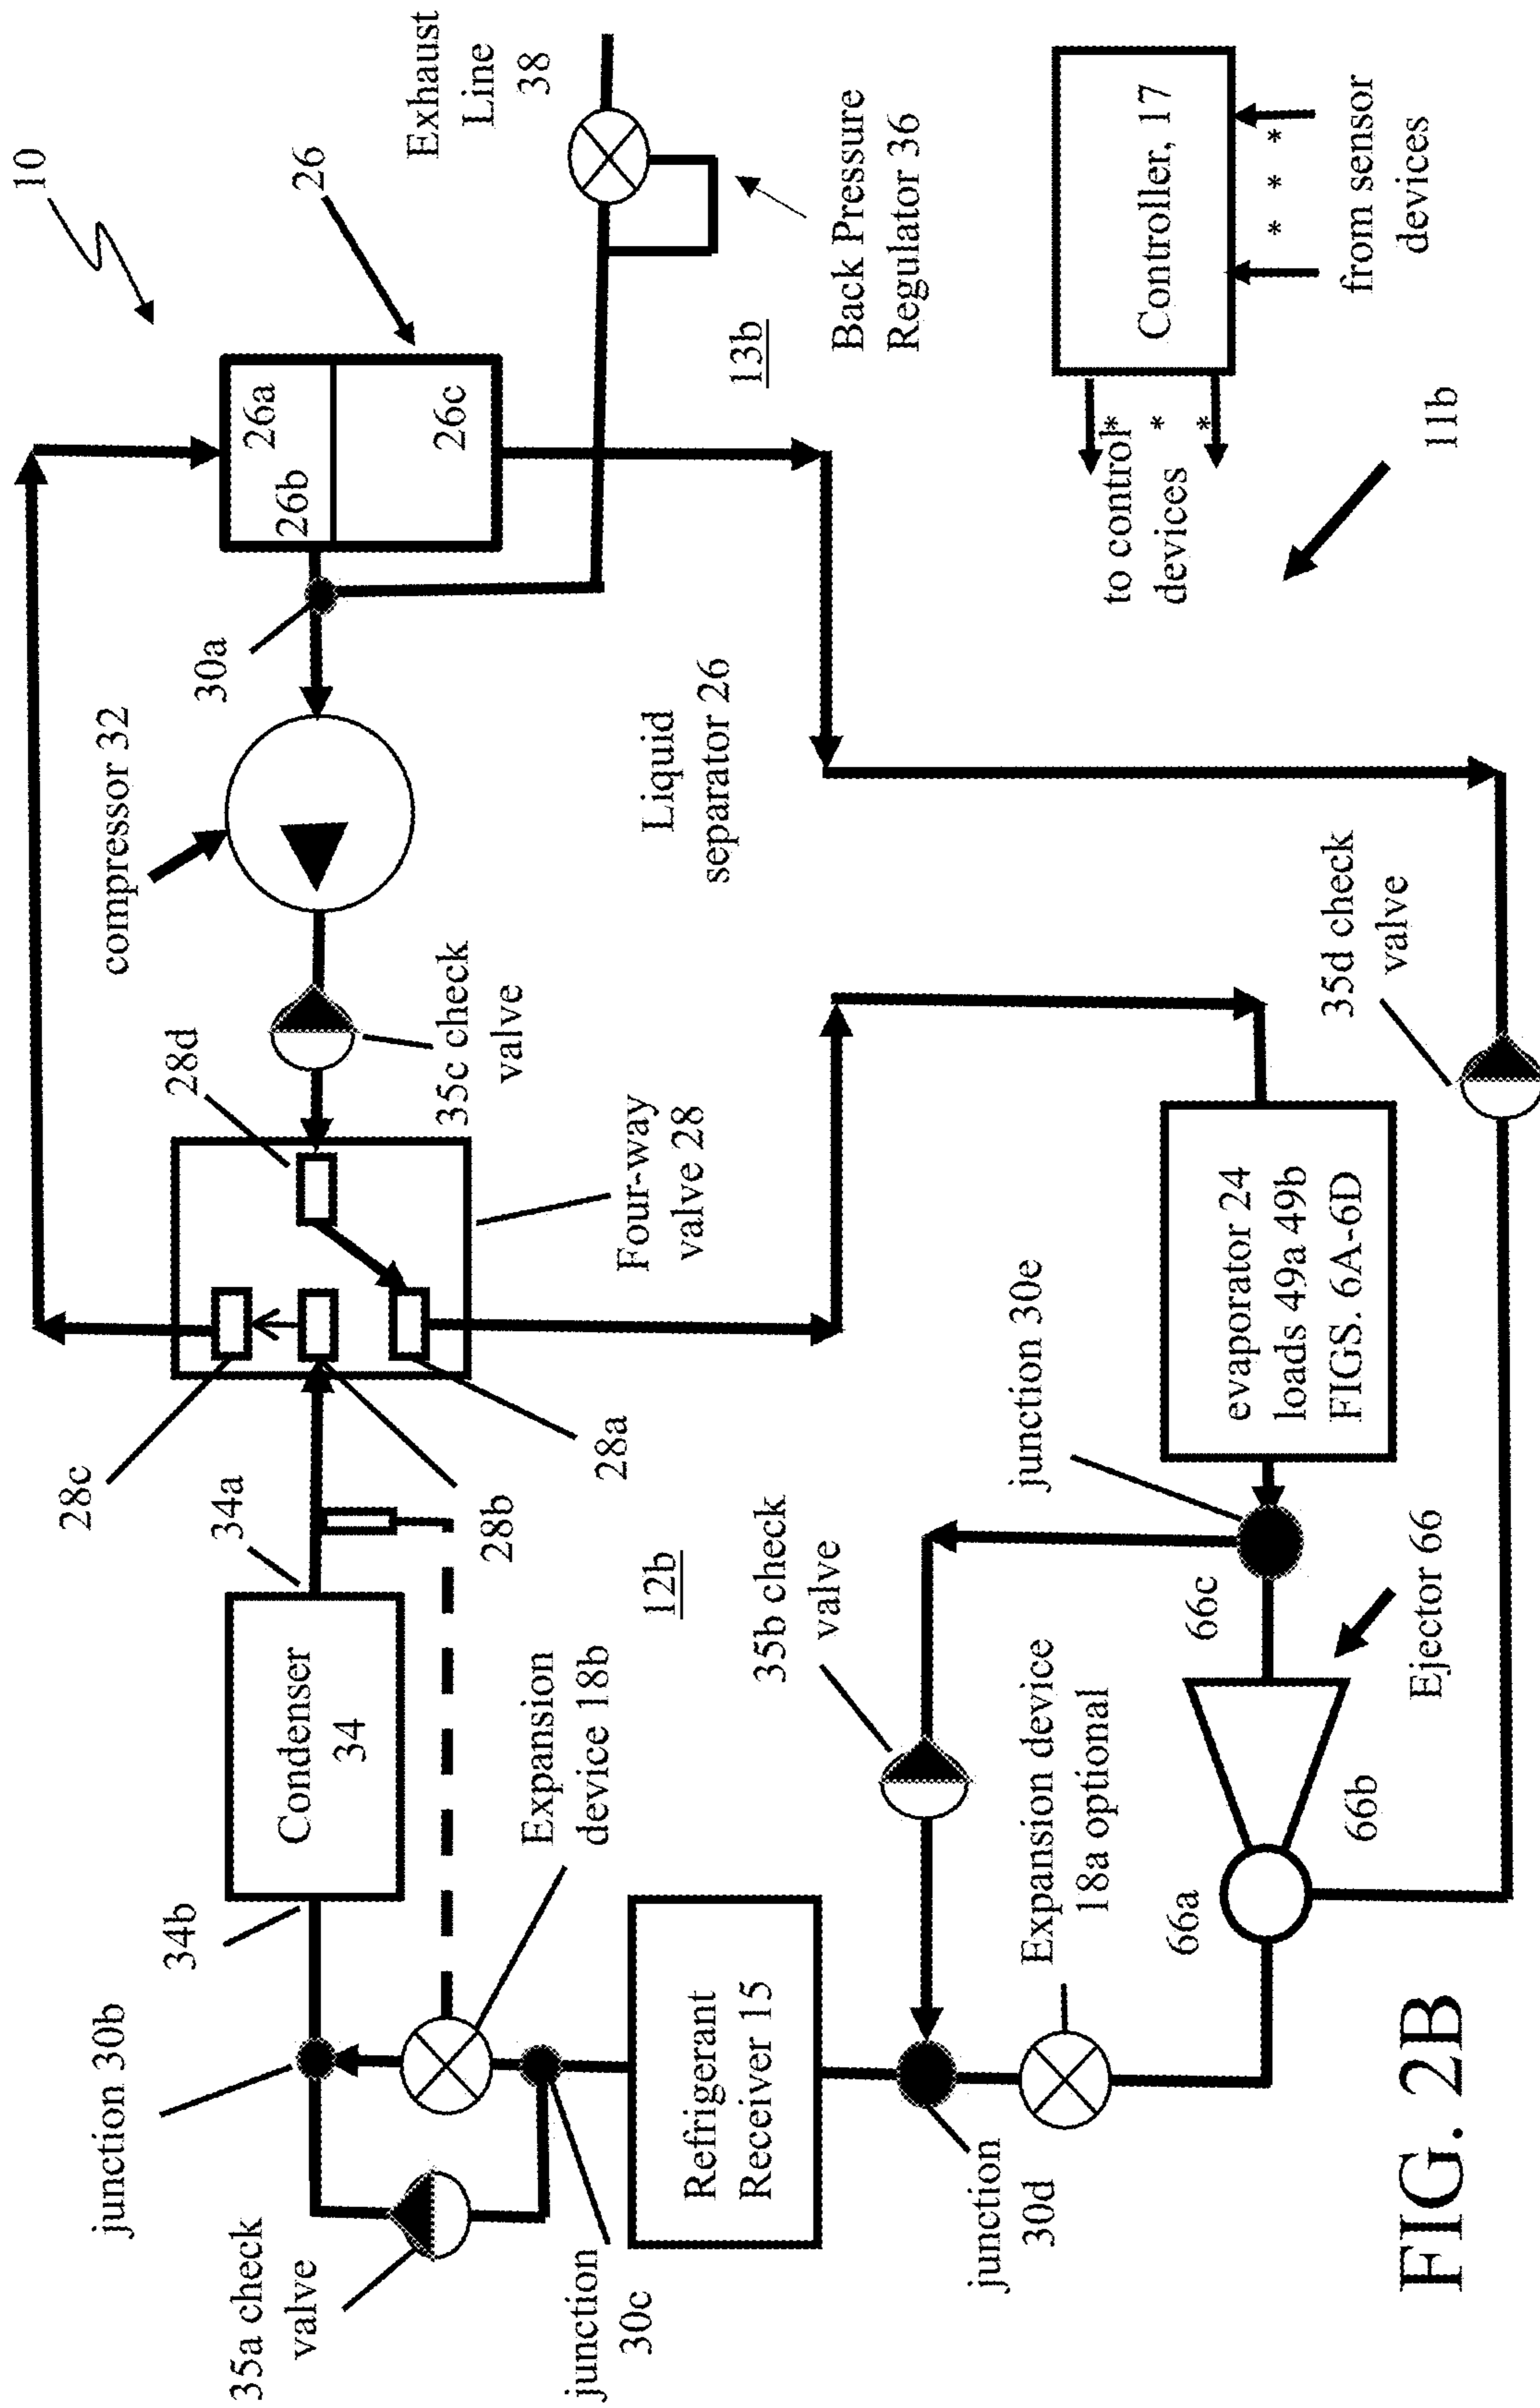 10
26
Exhaust
Line
38
26a
26b
26c
30a
compressor 32
13b
Back Pressure
Regulator 36
Liquid
separator 26
Controller, 17
from sensor
devices
* * *
to control
devices
* * *
11b
28d
35c check
valve
Four-way
valve 28
28c
28b
28a
34a
Condenser
34
34b
junction 30b
35a check
valve
junction
30c
Expansion
device 18b
12b
Refrigerant
Receiver 15
35b check
valve
junction
30d
Expansion device
18a optional
66a
66b
66c
Ejector 66
junction 30e
evaporator 24
loads 49a 49b
FIGS. 6A-6D
35d check
valve
FIG. 2B